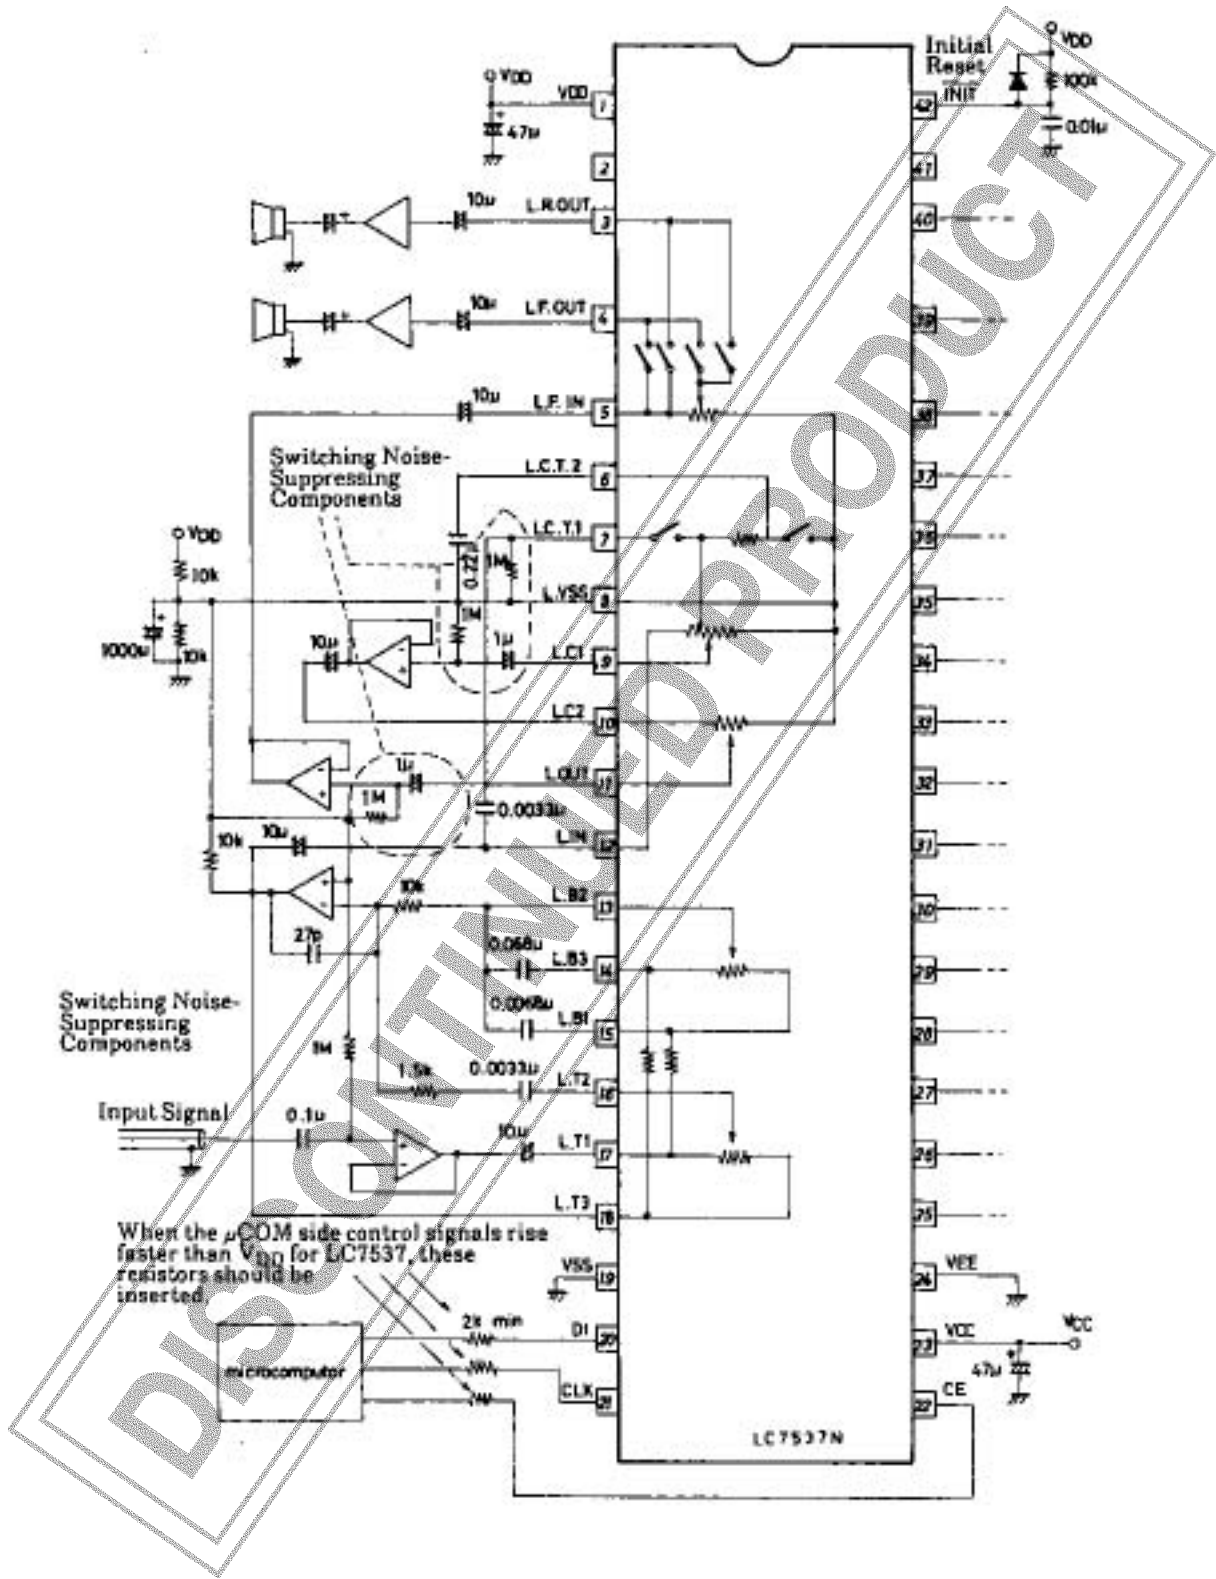 Initial
Reset
INIT
VDD
100k
0.01μ
VDD
VDD
47μ
1
42
2
41
10μ
L.R.OUT
3
40
10μ
L.F.OUT
4
39
10μ
L.F. IN
5
38
Switching Noise-
Suppressing
Components
L.C.T. 2
6
37
L.C.T.1
7
36
VDD
10k
0.22μ
1M
L.VSS
8
35
1000μ
10k
10μ
1M
1μ
L.C1
9
34
L.C2
10
33
1μ
L.OUT
11
32
1M
0.0033μ
10k
10μ
L.IN
12
31
10k
L.B2
13
30
27p
0.068μ
L.B3
14
29
Switching Noise-
Suppressing
Components
0.0068μ
L.B1
15
28
1M
1.5k
0.0033μ
L.T2
16
27
Input Signal
0.1μ
10μ
L.T1
17
26
L.T3
18
25
When the μCOM side control signals rise
faster than VDD for LC7537, these
resistors should be
inserted.
VSS
19
24
VEE
2k min
DI
20
23
VCC
VCC
47μ
microcomputor
CLK
21
22
CE
LC7537N
DISCONTINUED PRODUCT